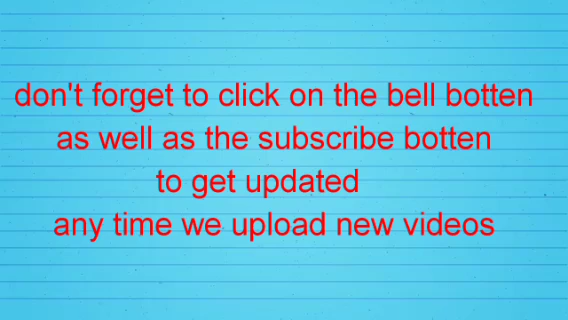 don't forget to click on the bell botten
as well as the subscribe botten
to get updated
any time we upload new videos